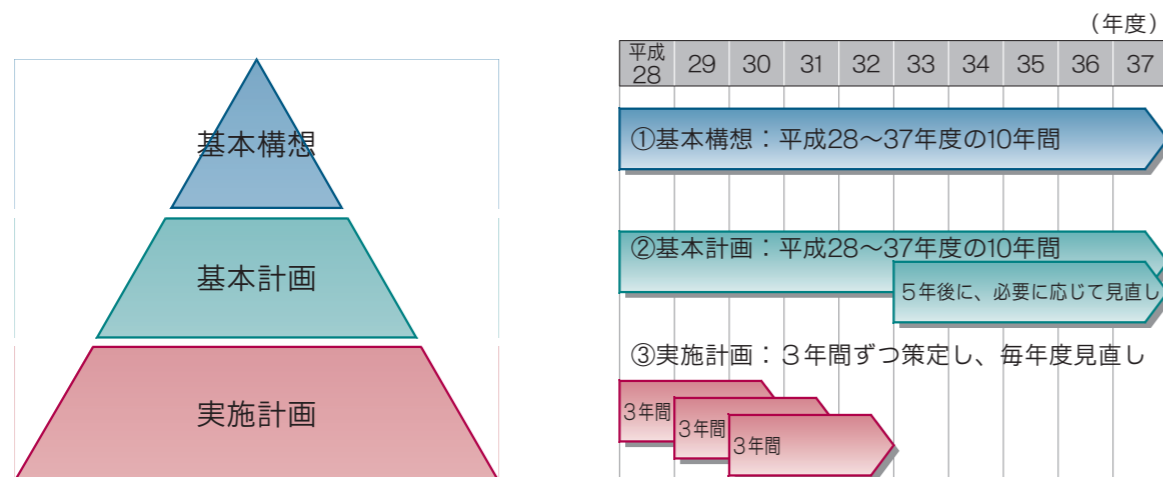 基本構想
基本計画
実施計画
（年度）
平成
28 29 30 31 32 33 34 35 36 37
①基本構想：平成28～37年度の10年間
②基本計画：平成28～37年度の10年間
５年後に、必要に応じて見直し
③実施計画：３年間ずつ策定し、毎年度見直し
３年間
３年間
３年間